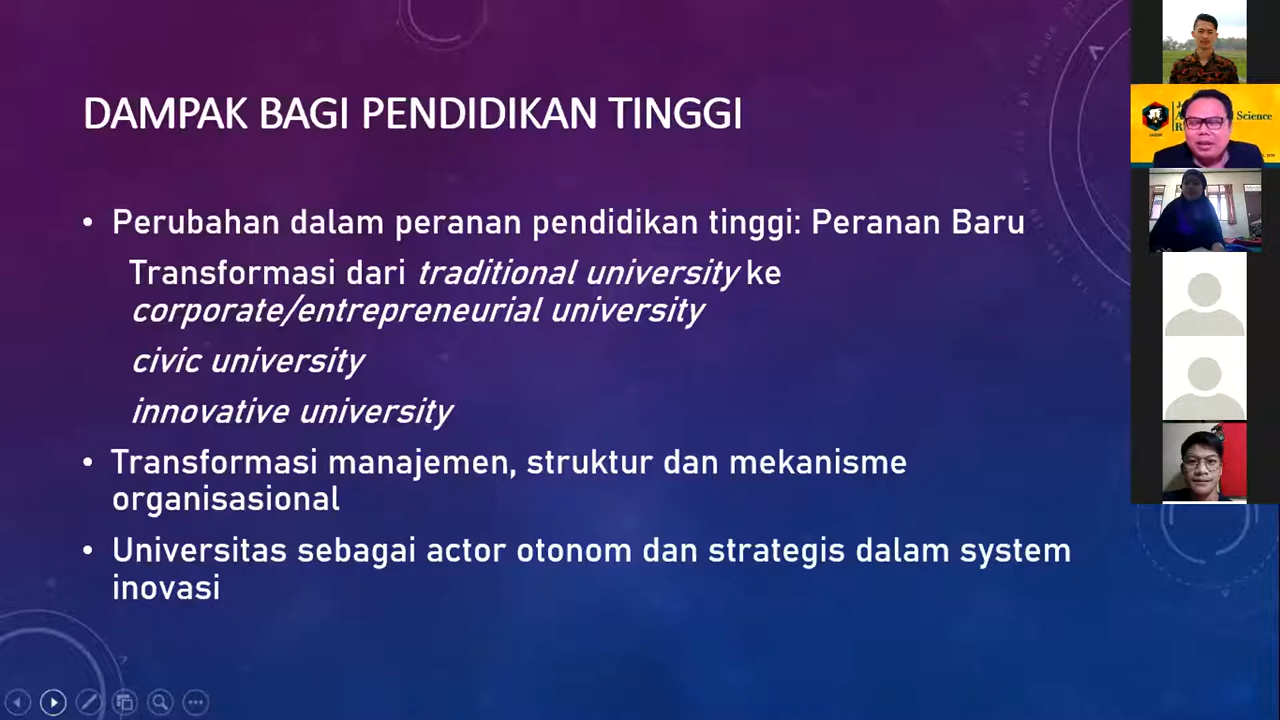 DAMPAK BAGI PENDIDIKAN TINGGI
• Perubahan dalam peranan pendidikan tinggi: Peranan Baru
Transformasi dari traditional university ke
corporate/entrepreneurial university
civic university
innovative university
• Transformasi manajemen, struktur dan mekanisme
organisasional
• Universitas sebagai actor otonom dan strategis dalam system
inovasi
Science